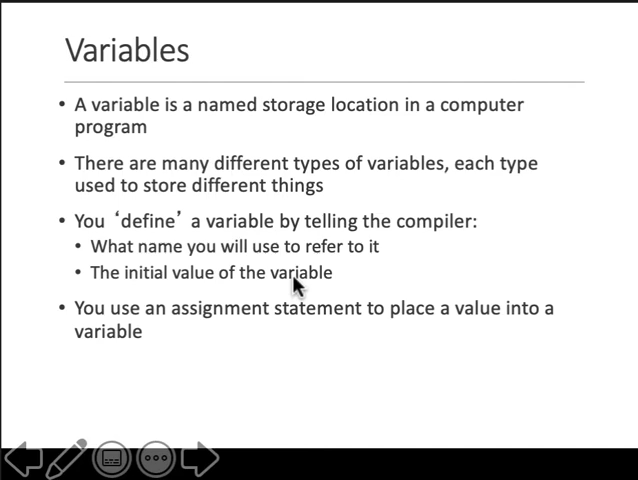 Variables
• A variable is a named storage location in a computer
program
• There are many different types of variables, each type
used to store different things
• You ‘define’ a variable by telling the compiler:
• What name you will use to refer to it
• The initial value of the variable
• You use an assignment statement to place a value into a
variable